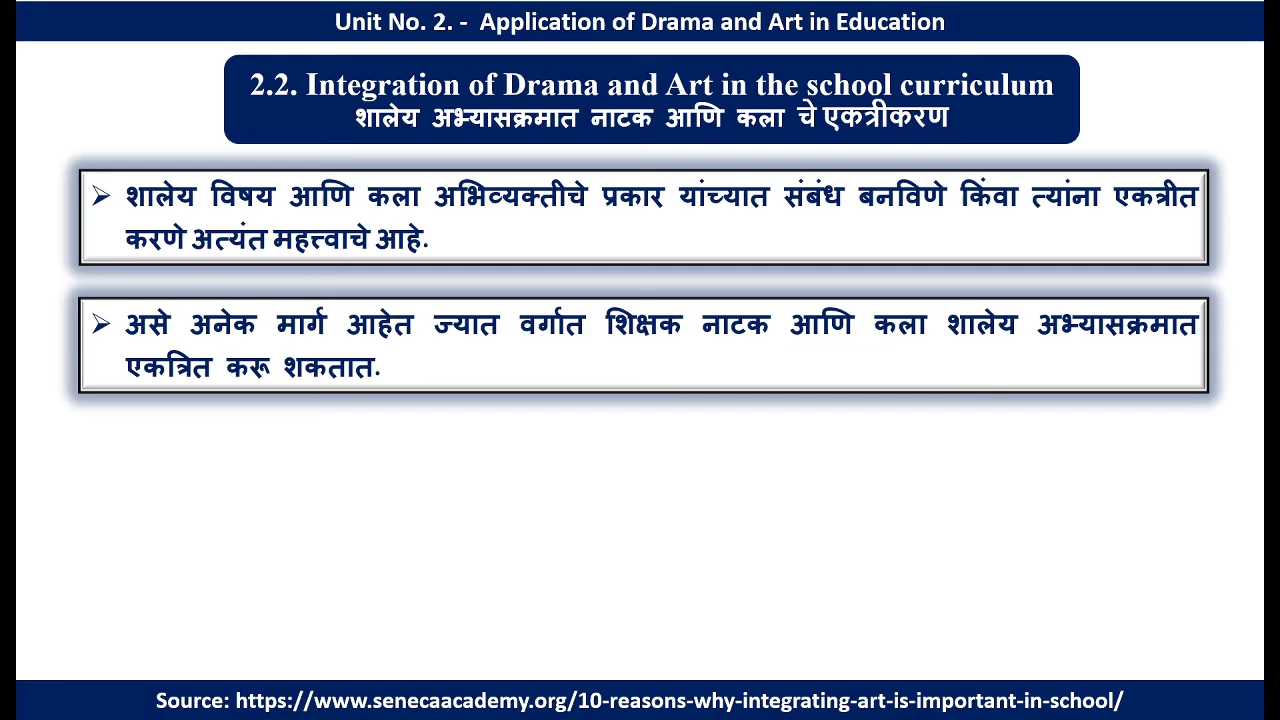 Unit No. 2. - Application of Drama and Art in Education
2.2. Integration of Drama and Art in the school curriculum
शालेय अभ्यासक्रमात नाटक आणि कला चे एकत्रीकरण
➢ शालेय विषय आणि कला अभिव्यक्तीचे प्रकार यांच्यात संबंध बनविणे किंवा त्यांना एकत्रीत
करणे अत्यंत महत्त्वाचे आहे.
➢ असे अनेक मार्ग आहेत ज्यात वर्गात शिक्षक नाटक आणि कला शालेय अभ्यासक्रमात
एकत्रित करू शकतात.
Source: https://www.senecaacademy.org/10-reasons-why-integrating-art-is-important-in-school/